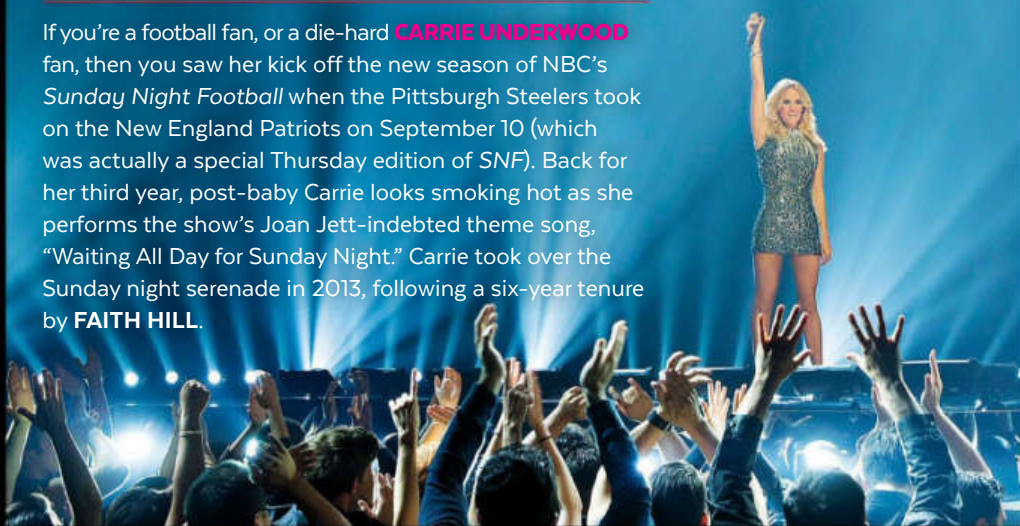 If you’re a football fan, or a die-hard CARRIE UNDERWOOD
fan, then you saw her kick off the new season of NBC’s
Sunday Night Football when the Pittsburgh Steelers took
on the New England Patriots on September 10 (which
was actually a special Thursday edition of SNF). Back for
her third year, post-baby Carrie looks smoking hot as she
performs the show’s Joan Jett-indebted theme song,
“Waiting All Day for Sunday Night.” Carrie took over the
Sunday night serenade in 2013, following a six-year tenure
by FAITH HILL.